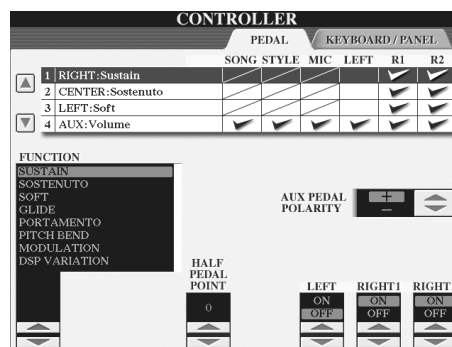 CONTROLLER
PEDAL
KEYBOARD / PANEL
SONG STYLE MIC LEFT R1 R2
1 RIGHT:Sustain
2 CENTER:Sostenuto
3 LEFT:Soft
4 AUX:Volume
FUNCTION
SUSTAIN
SOSTENUTO
SOFT
GLIDE
PORTAMENTO
PITCH BEND
MODULATION
DSP VARIATION
AUX PEDAL
POLARITY
+
−
HALF
PEDAL
POINT
0
LEFT RIGHT1 RIGHT
ON ON ON
OFF OFF OFF